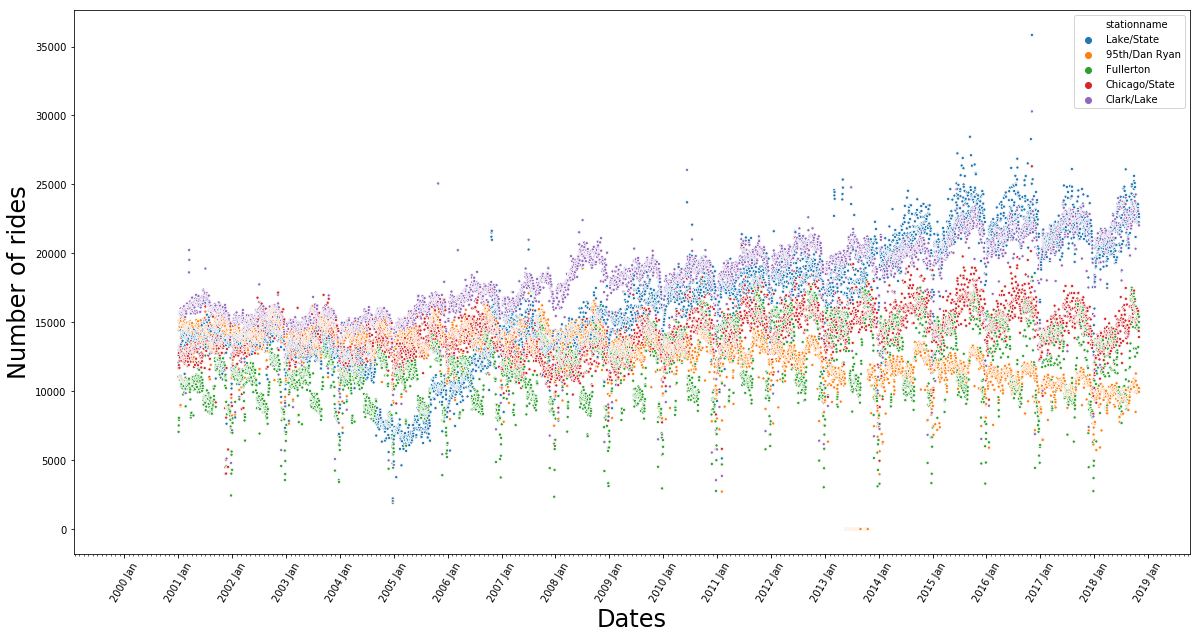 stationname
Lake/State
95th/Dan Ryan
Fullerton
Chicago/State
Clark/Lake
Number of rides
35000
30000
25000
20000
15000
10000
5000
0
2000 Jan
2001 Jan
2002 Jan
2003 Jan
2004 Jan
2005 Jan
2006 Jan
2007 Jan
2008 Jan
2009 Jan
2010 Jan
2011 Jan
2012 Jan
2013 Jan
2014 Jan
2015 Jan
2016 Jan
2017 Jan
2018 Jan
2019 Jan
Dates